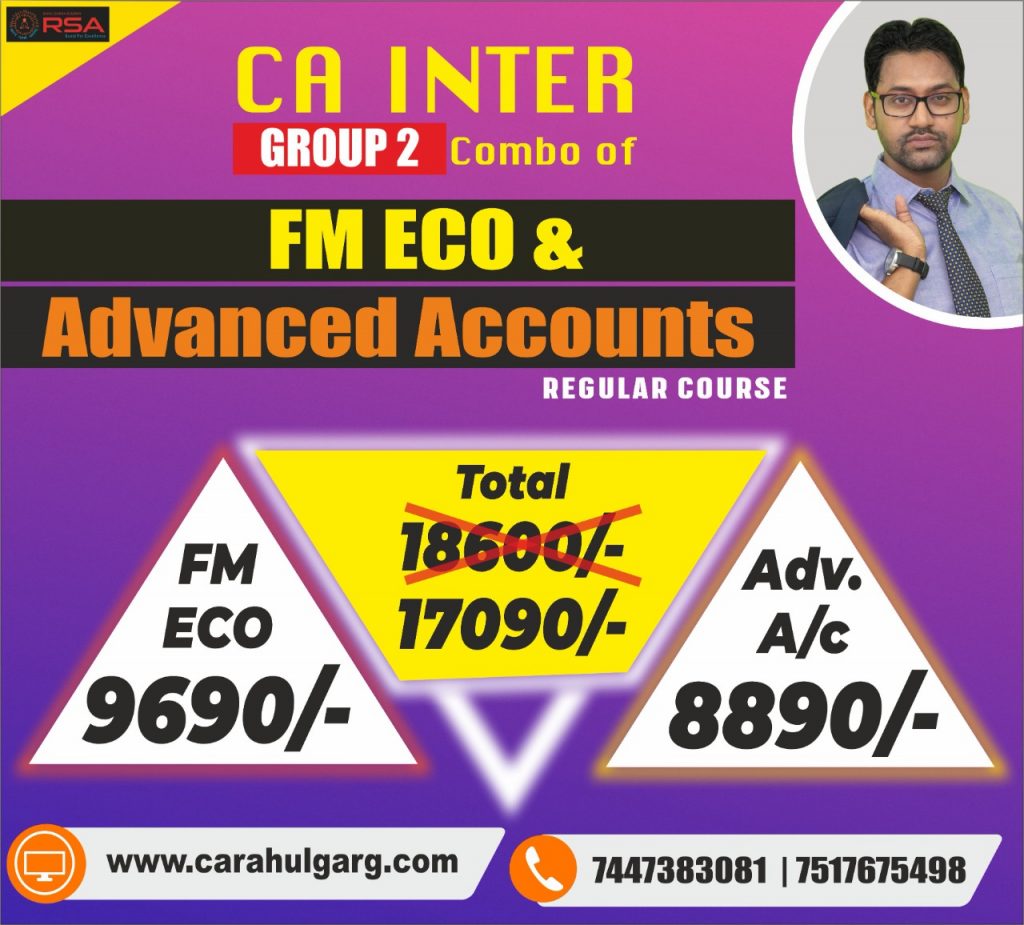 RSA
CA INTER
GROUP 2 Combo of
FM ECO &
Advanced Accounts
REGULAR COURSE
Total
18600/-
17090/-
FM
ECO
9690/-
Adv.
A/c
8890/-
www.carahulgarg.com
7447383081 | 7517675498